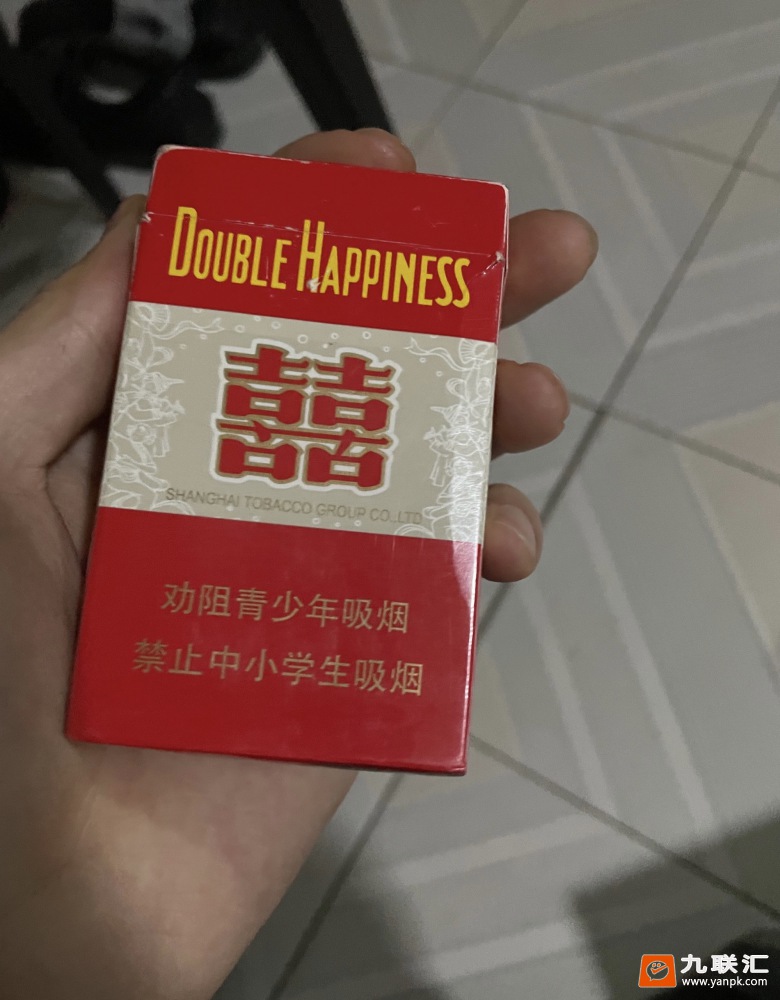 DOUBLE HAPPINESS
囍
SHANGHAI TOBACCO GROUP CO.,LTD
劝阻青少年吸烟
禁止中小学生吸烟
九联汇
www.yanpk.com